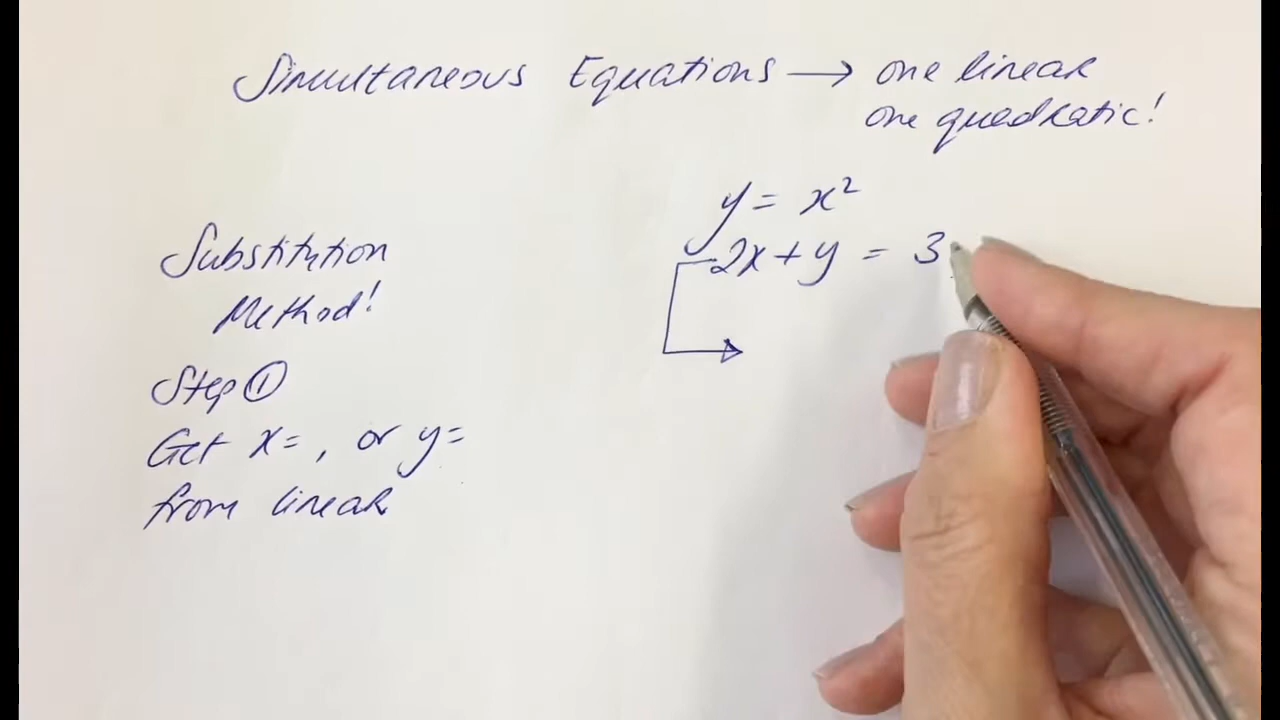 Simultaneous Equations → one linear
one quadratic!
y = x²
2x + y = 3
Substitution
Method!
Step ①
Get x= , or y=
from linear